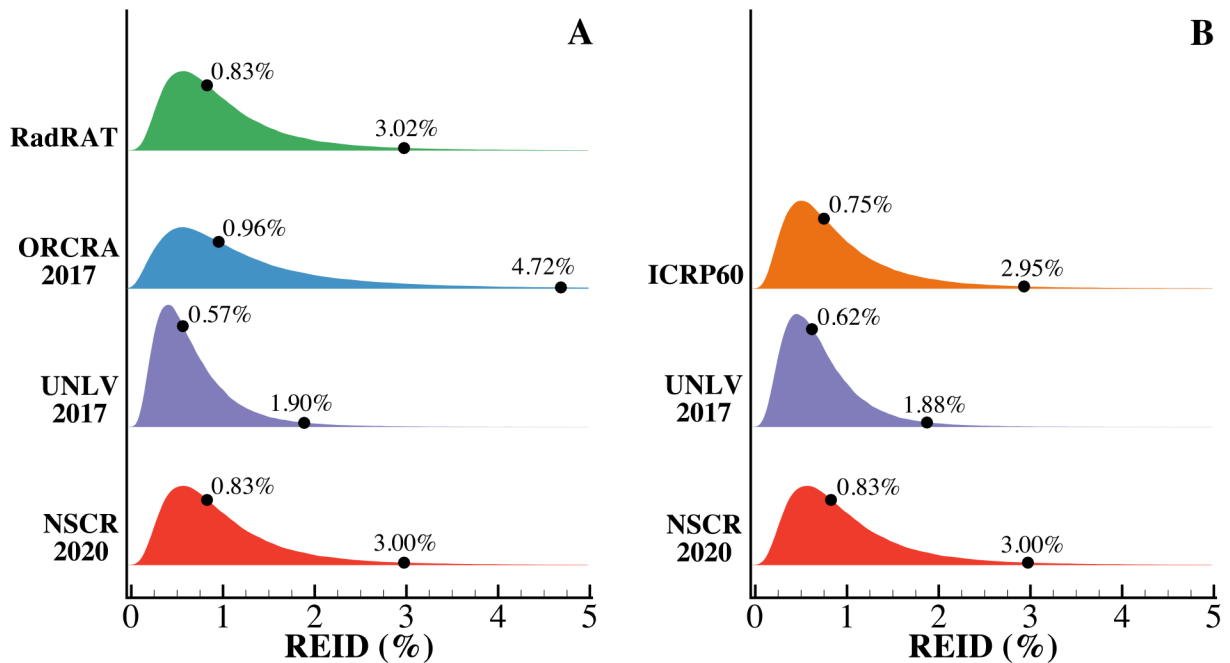 A
0.83%
3.02%
RadRAT
0.96%
4.72%
ORCRA
2017
0.57%
1.90%
UNLV
2017
0.83%
3.00%
NSCR
2020
0 1 2 3 4 5
REID (%)
B
0.75%
2.95%
ICRP60
0.62%
1.88%
UNLV
2017
0.83%
3.00%
NSCR
2020
0 1 2 3 4 5
REID (%)